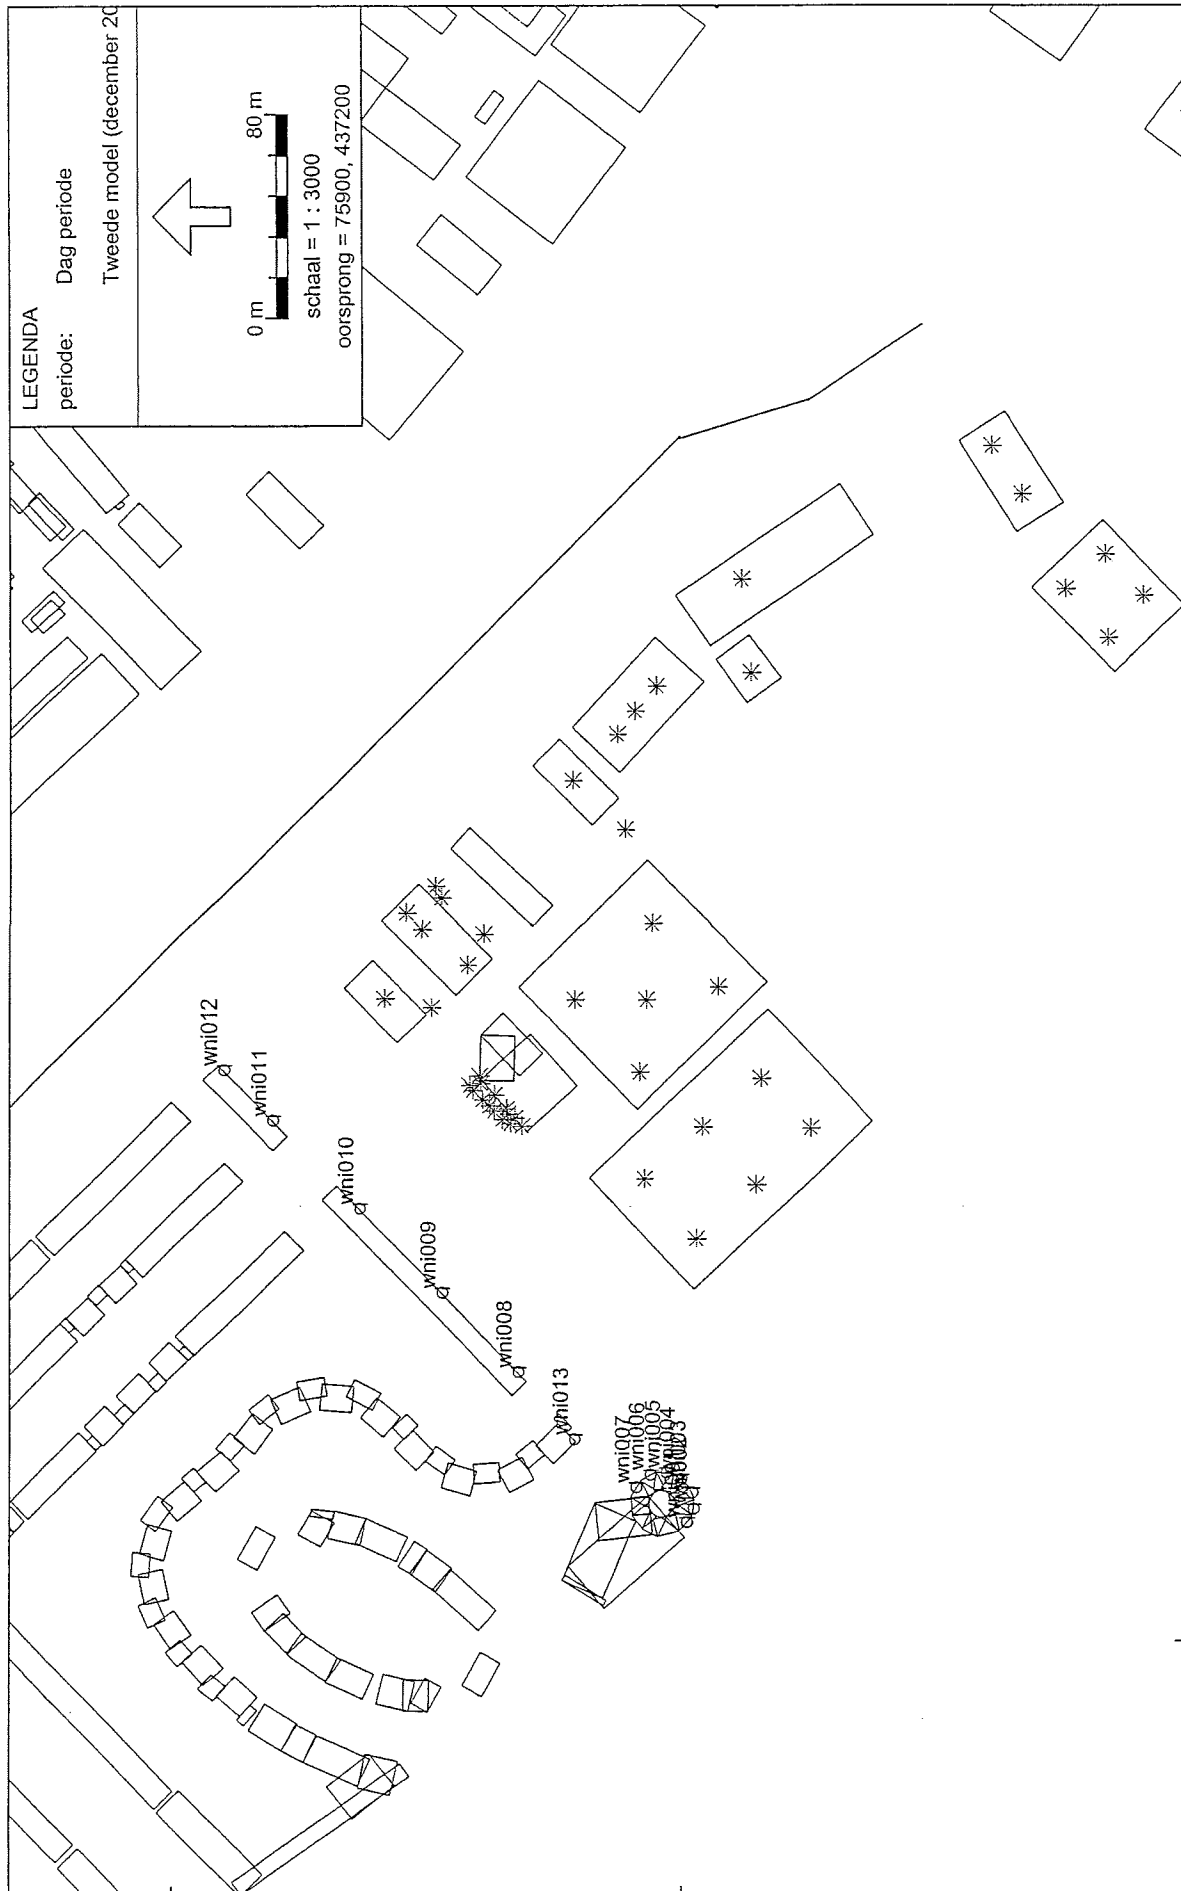 LEGENDA
periode: Dag periode
Tweede model (december 20
0 m 80 m
schaal = 1 : 3000
oorsprong = 75900, 437200
wni012
wni011
wni010
wni009
wni008
wni013
wni007
wni006
wni005
wni004